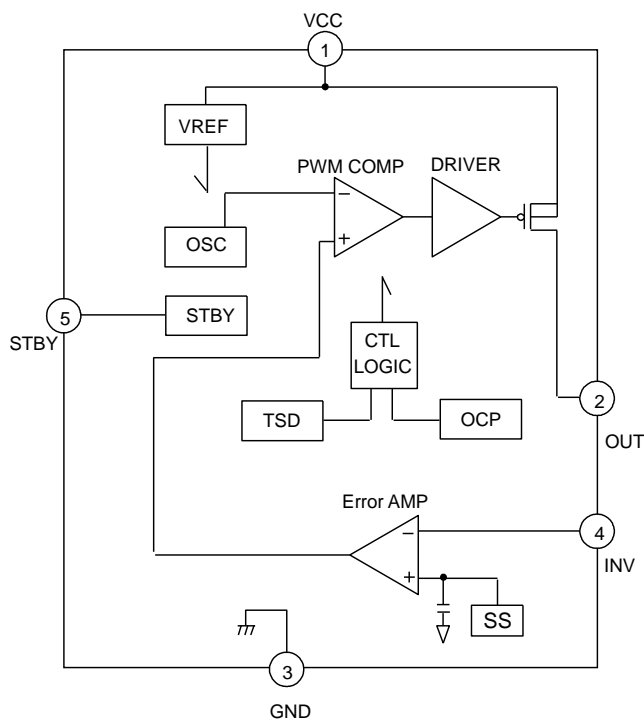 VCC
1
VREF
PWM COMP
DRIVER
−
+
OSC
5
STBY
STBY
CTL
LOGIC
2
OUT
TSD
OCP
Error AMP
−
+
4
INV
SS
3
GND